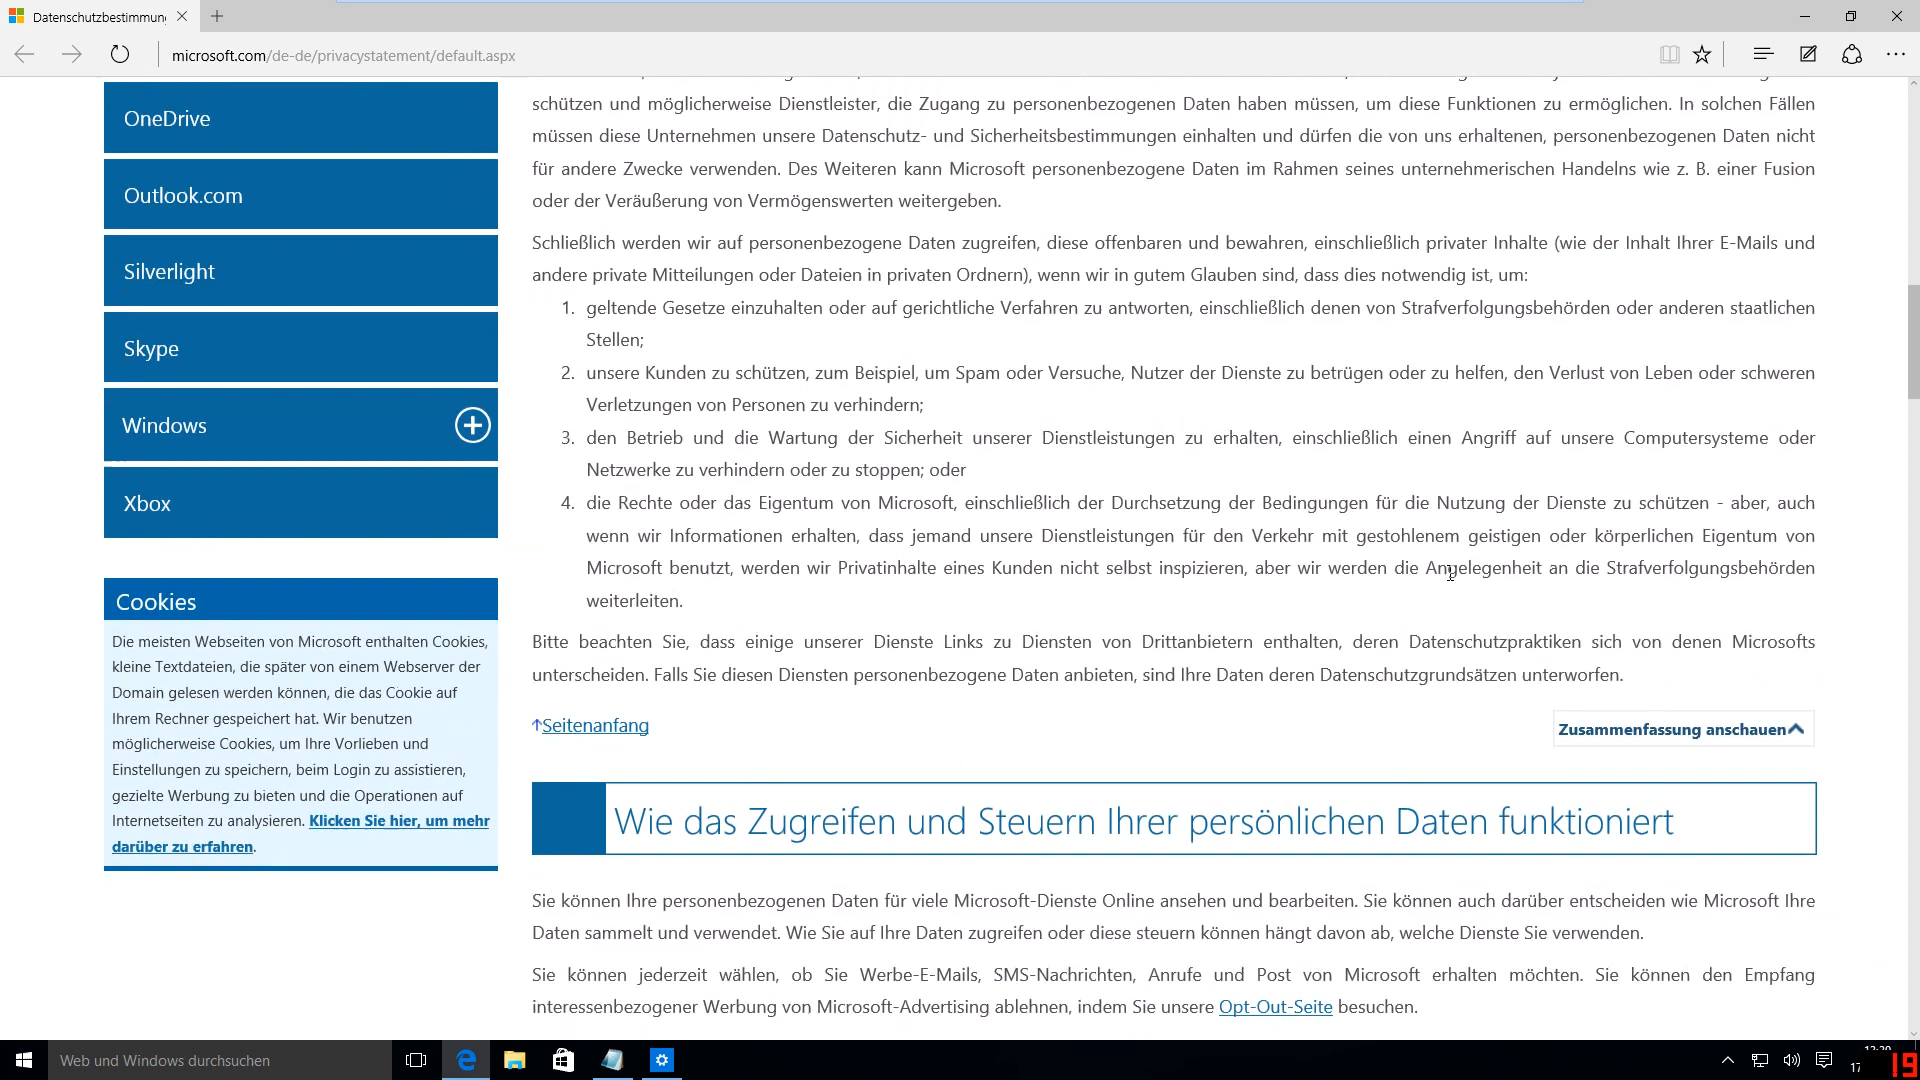 Datenschutzbestimmun
microsoft.com/de-de/privacystatement/default.aspx
OneDrive
Outlook.com
Silverlight
Skype
Windows
Xbox
Cookies
Die meisten Webseiten von Microsoft enthalten Cookies,
kleine Textdateien, die später von einem Webserver der
Domain gelesen werden können, die das Cookie auf
Ihrem Rechner gespeichert hat. Wir benutzen
möglicherweise Cookies, um Ihre Vorlieben und
Einstellungen zu speichern, beim Login zu assistieren,
gezielte Werbung zu bieten und die Operationen auf
Internetseiten zu analysieren. Klicken Sie hier, um mehr
darüber zu erfahren.
schützen und möglicherweise Dienstleister, die Zugang zu personenbezogenen Daten haben müssen, um diese Funktionen zu ermöglichen. In solchen Fällen
müssen diese Unternehmen unsere Datenschutz- und Sicherheitsbestimmungen einhalten und dürfen die von uns erhaltenen, personenbezogenen Daten nicht
für andere Zwecke verwenden. Des Weiteren kann Microsoft personenbezogene Daten im Rahmen seines unternehmerischen Handelns wie z. B. einer Fusion
oder der Veräußerung von Vermögenswerten weitergeben.
Schließlich werden wir auf personenbezogene Daten zugreifen, diese offenbaren und bewahren, einschließlich privater Inhalte (wie der Inhalt Ihrer E-Mails und
andere private Mitteilungen oder Dateien in privaten Ordnern), wenn wir in gutem Glauben sind, dass dies notwendig ist, um:
1. geltende Gesetze einzuhalten oder auf gerichtliche Verfahren zu antworten, einschließlich denen von Strafverfolgungsbehörden oder anderen staatlichen
Stellen;
2. unsere Kunden zu schützen, zum Beispiel, um Spam oder Versuche, Nutzer der Dienste zu betrügen oder zu helfen, den Verlust von Leben oder schweren
Verletzungen von Personen zu verhindern;
3. den Betrieb und die Wartung der Sicherheit unserer Dienstleistungen zu erhalten, einschließlich einen Angriff auf unsere Computersysteme oder
Netzwerke zu verhindern oder zu stoppen; oder
4. die Rechte oder das Eigentum von Microsoft, einschließlich der Durchsetzung der Bedingungen für die Nutzung der Dienste zu schützen - aber, auch
wenn wir Informationen erhalten, dass jemand unsere Dienstleistungen für den Verkehr mit gestohlenem geistigen oder körperlichen Eigentum von
Microsoft benutzt, werden wir Privatinhalte eines Kunden nicht selbst inspizieren, aber wir werden die Angelegenheit an die Strafverfolgungsbehörden
weiterleiten.
Bitte beachten Sie, dass einige unserer Dienste Links zu Diensten von Drittanbietern enthalten, deren Datenschutzpraktiken sich von denen Microsofts
unterscheiden. Falls Sie diesen Diensten personenbezogene Daten anbieten, sind Ihre Daten deren Datenschutzgrundsätzen unterworfen.
↑Seitenanfang
Zusammenfassung anschauen
Wie das Zugreifen und Steuern Ihrer persönlichen Daten funktioniert
Sie können Ihre personenbezogenen Daten für viele Microsoft-Dienste Online ansehen und bearbeiten. Sie können auch darüber entscheiden wie Microsoft Ihre
Daten sammelt und verwendet. Wie Sie auf Ihre Daten zugreifen oder diese steuern können hängt davon ab, welche Dienste Sie verwenden.
Sie können jederzeit wählen, ob Sie Werbe-E-Mails, SMS-Nachrichten, Anrufe und Post von Microsoft erhalten möchten. Sie können den Empfang
interessenbezogener Werbung von Microsoft-Advertising ablehnen, indem Sie unsere Opt-Out-Seite besuchen.
Web und Windows durchsuchen
17
19